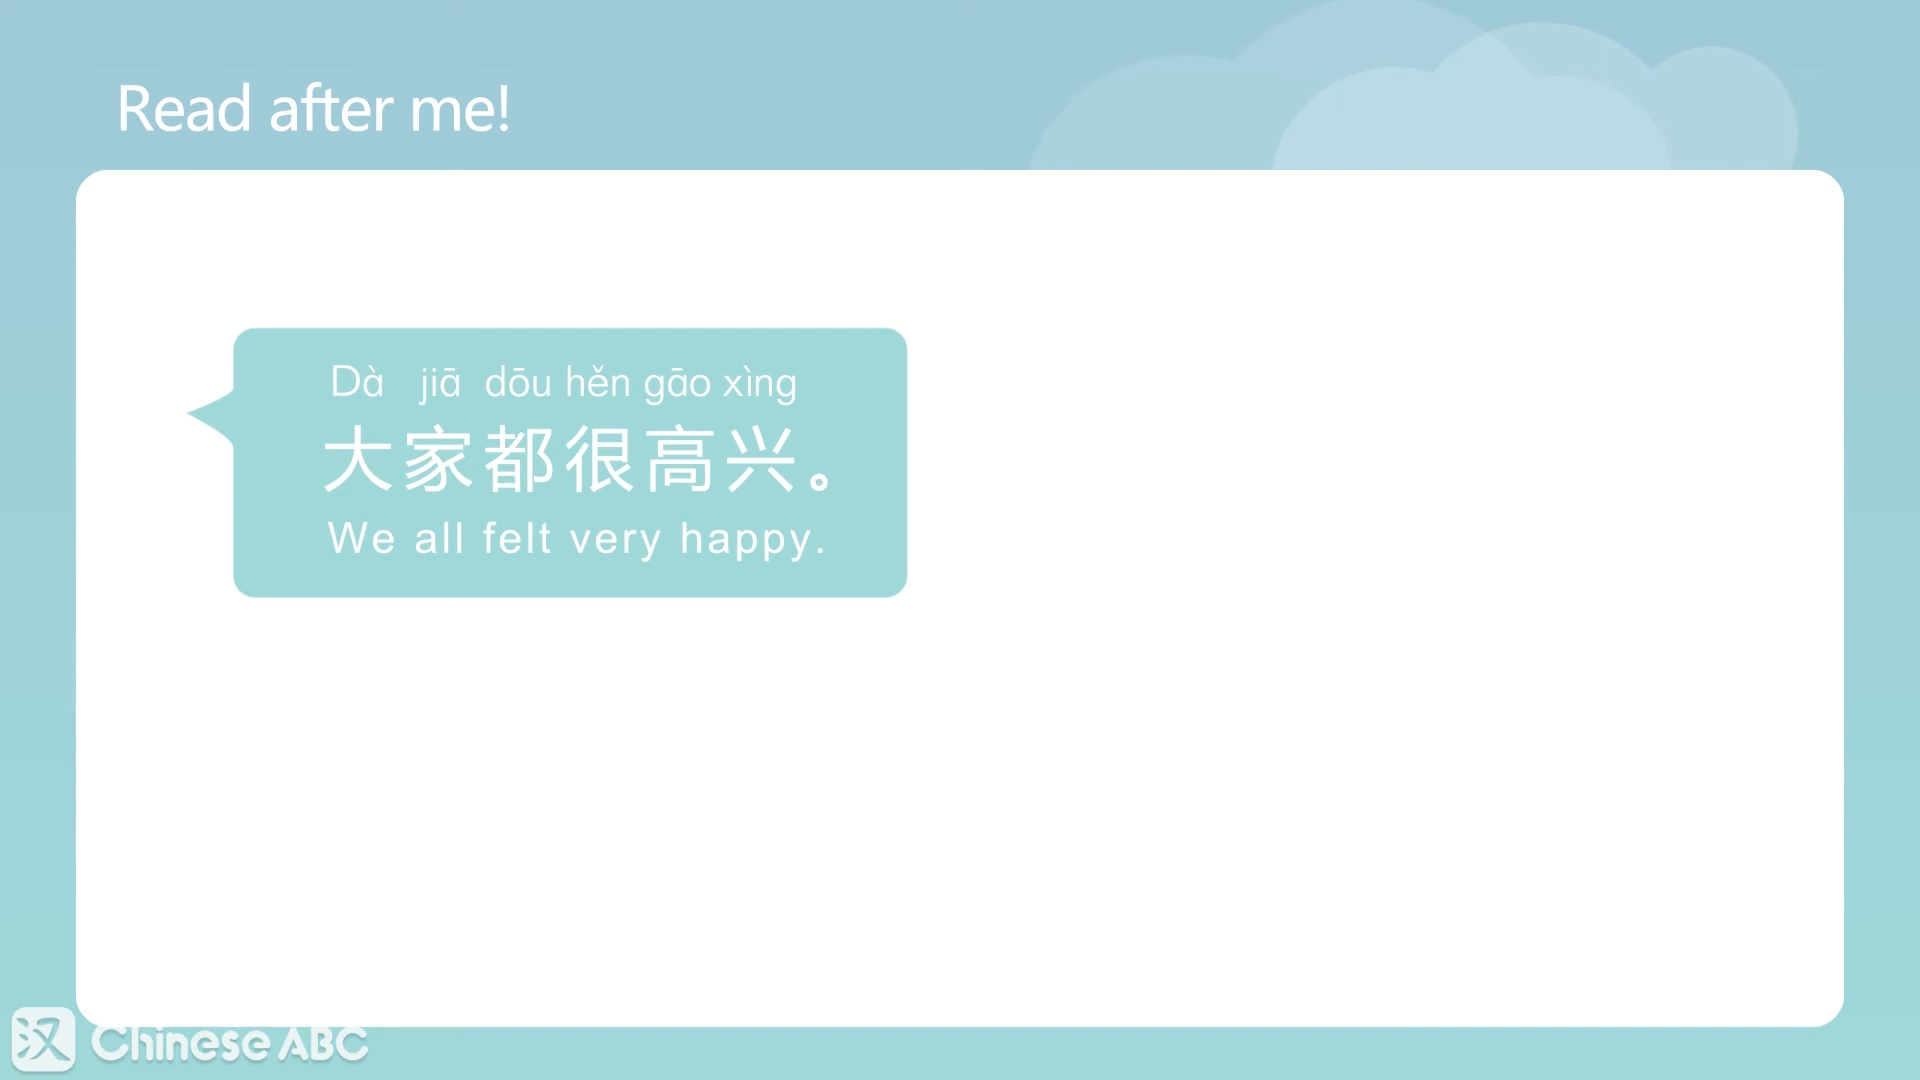 Read after me!
Dà jiā dōu hěn gāo xìng
大家都很高兴。
We all felt very happy.
汉 Chinese ABC